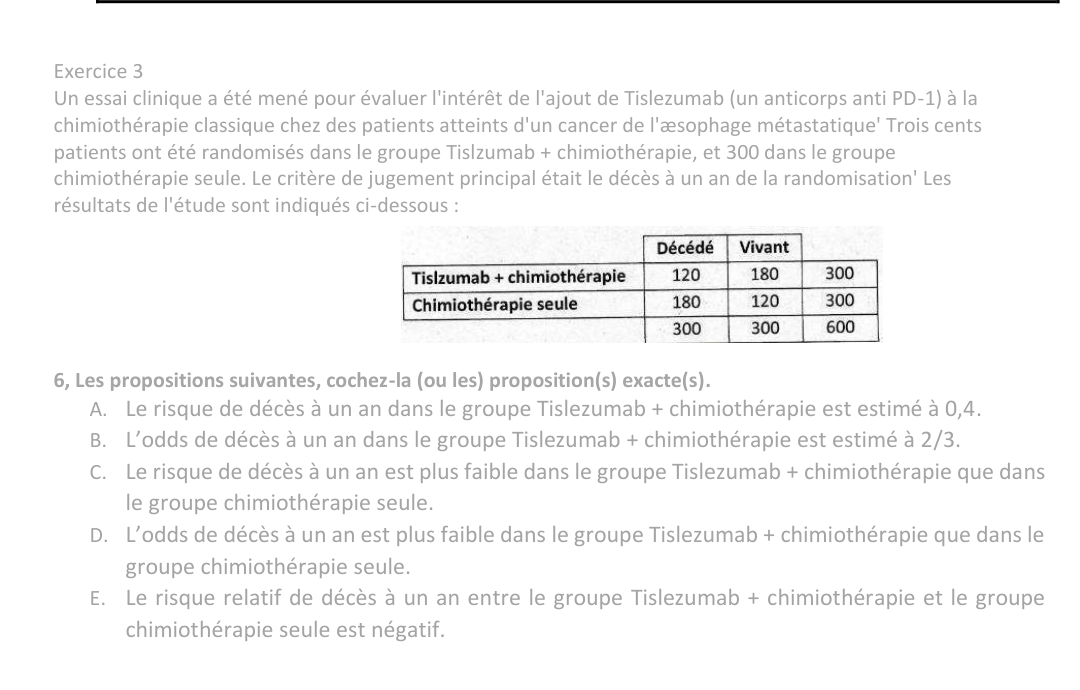 Exercice 3
Un essai clinique a été mené pour évaluer l'intérêt de l'ajout de Tislezumab (un anticorps anti PD-1) à la
chimiothérapie classique chez des patients atteints d'un cancer de l'æsophage métastatique' Trois cents
patients ont été randomisés dans le groupe Tislzumab + chimiothérapie, et 300 dans le groupe
chimiothérapie seule. Le critère de jugement principal était le décès à un an de la randomisation' Les
résultats de l'étude sont indiqués ci-dessous :
Décédé Vivant
Tislzumab + chimiothérapie 120 180 300
Chimiothérapie seule 180 120 300
300 300 600
6, Les propositions suivantes, cochez-la (ou les) proposition(s) exacte(s).
A. Le risque de décès à un an dans le groupe Tislezumab + chimiothérapie est estimé à 0,4.
B. L'odds de décès à un an dans le groupe Tislezumab + chimiothérapie est estimé à 2/3.
C. Le risque de décès à un an est plus faible dans le groupe Tislezumab + chimiothérapie que dans
le groupe chimiothérapie seule.
D. L'odds de décès à un an est plus faible dans le groupe Tislezumab + chimiothérapie que dans le
groupe chimiothérapie seule.
E. Le risque relatif de décès à un an entre le groupe Tislezumab + chimiothérapie et le groupe
chimiothérapie seule est négatif.